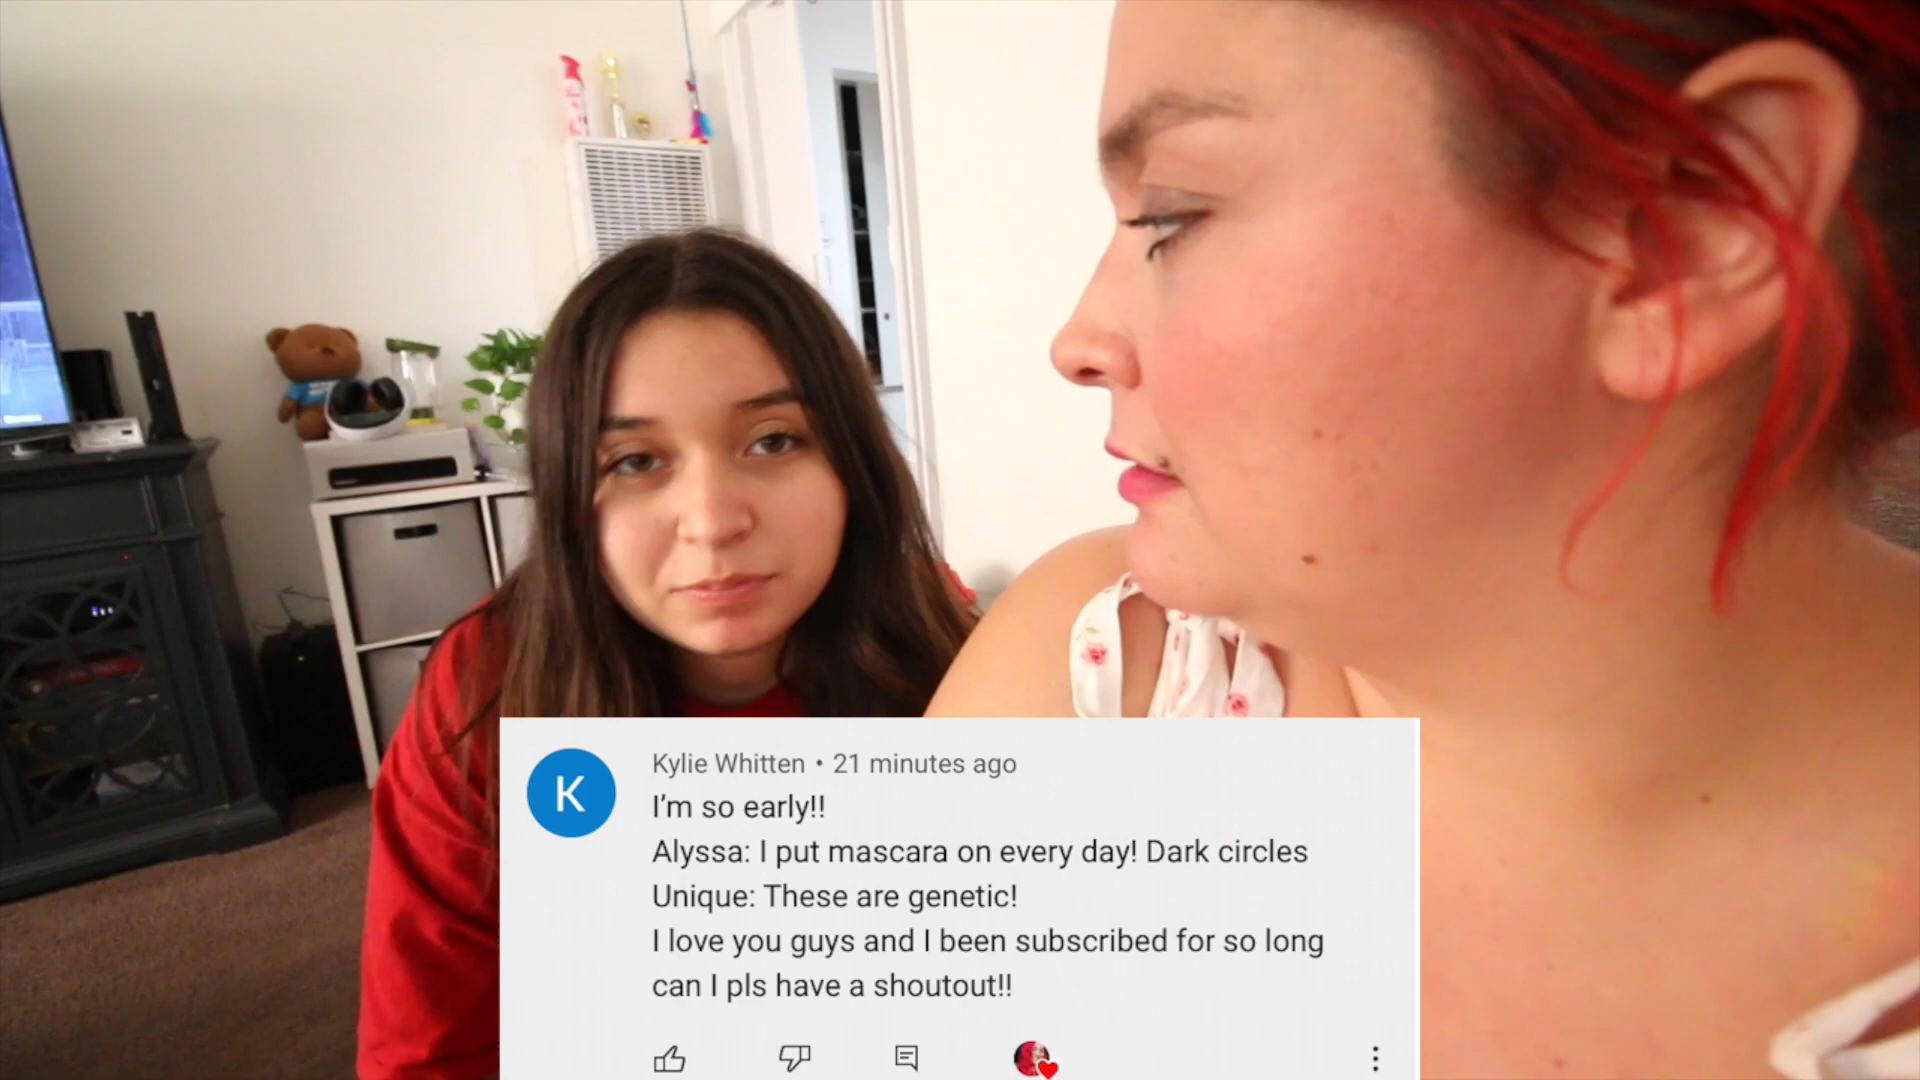 K
Kylie Whitten • 21 minutes ago
I’m so early!!
Alyssa: I put mascara on every day! Dark circles
Unique: These are genetic!
I love you guys and I been subscribed for so long
can I pls have a shoutout!!